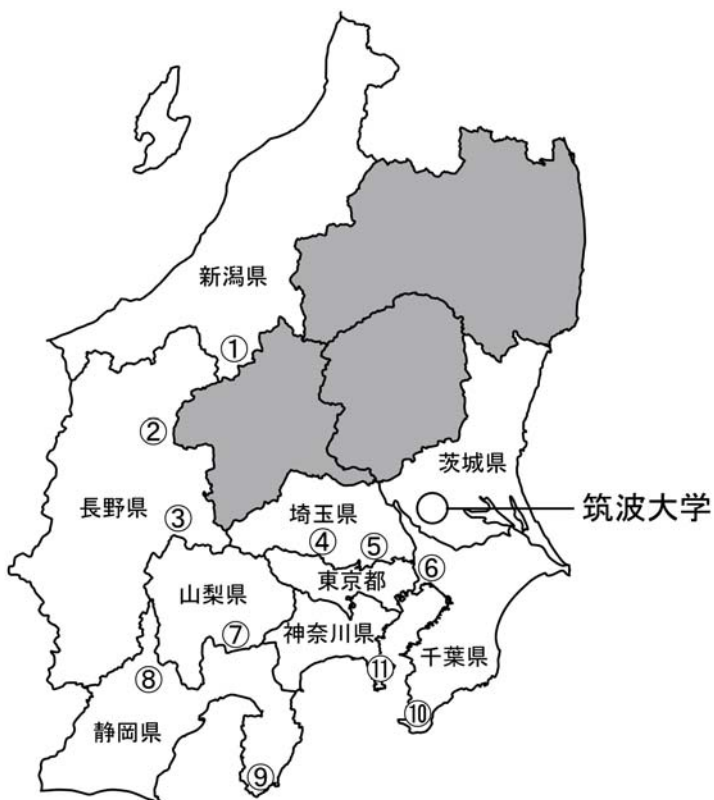 新潟県
①
②
茨城県
長野県
③
埼玉県
筑波大学
④
⑤
⑥
山梨県
東京都
⑦
神奈川県
千葉県
⑧
⑪
静岡県
⑩
⑨